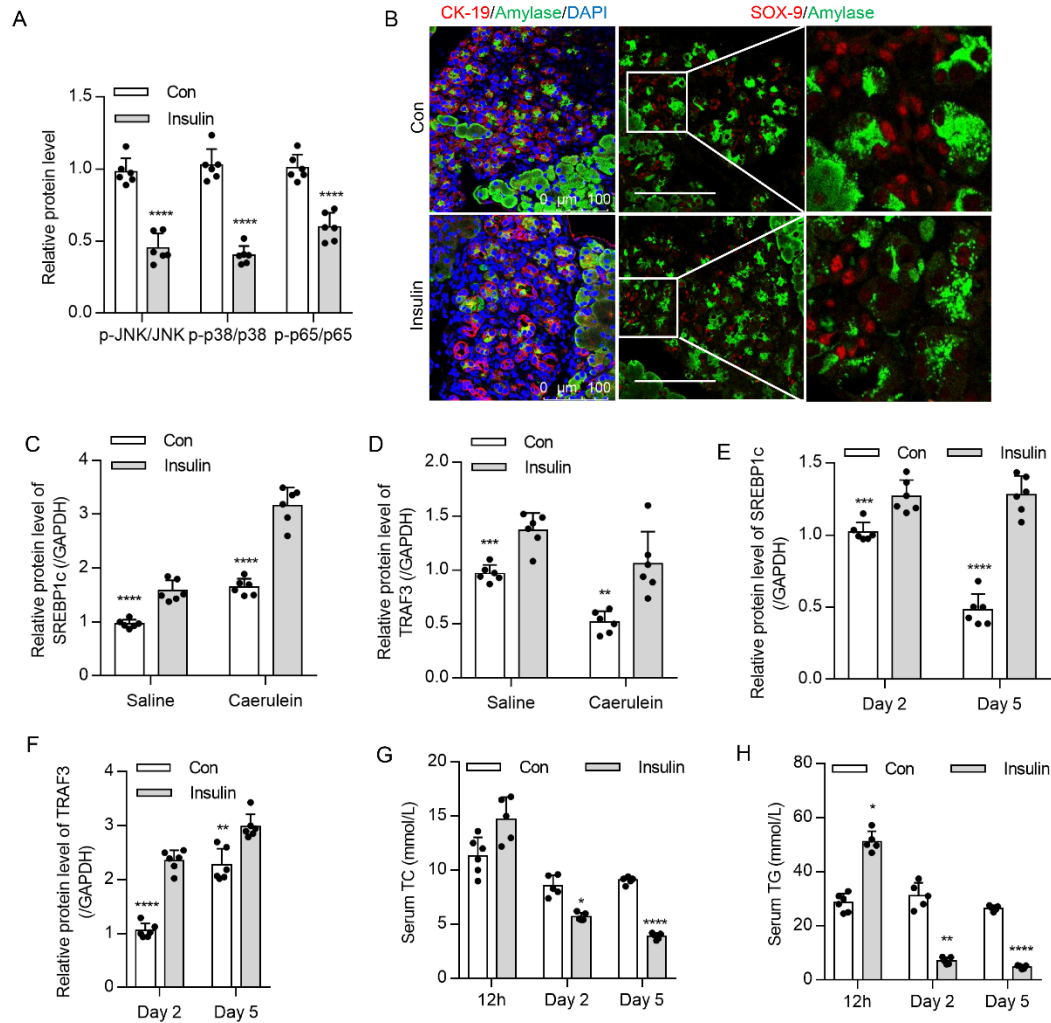 A
Con
Insulin
Relative protein level
1.5
1.0
0.5
0.0
****
****
****
p-JNK/JNK
p-p38/p38
p-p65/p65
B
CK-19/Amylase/DAPI
SOX-9/Amylase
Con
Insulin
0 μm 100
0 μm 100
C
Con
Insulin
Relative protein level of
SREBP1c (/GAPDH)
4
3
2
1
0
****
****
Saline
Caerulein
D
Con
Insulin
Relative protein level of
TRAF3 (/GAPDH)
2.0
1.5
1.0
0.5
0.0
***
**
Saline
Caerulein
E
Con
Insulin
Relative protein level of SREBP1c
(/GAPDH)
1.5
1.0
0.5
0.0
***
****
Day 2
Day 5
F
Con
Insulin
Relative protein level of TRAF3
(/GAPDH)
4
3
2
1
0
****
**
Day 2
Day 5
G
Con
Insulin
Serum TC (mmol/L)
20
15
10
5
0
*
****
12h
Day 2
Day 5
H
Con
Insulin
Serum TG (mmol/L)
80
60
40
20
0
*
**
****
12h
Day 2
Day 5